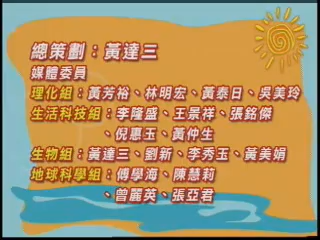 總策劃：黃達三
媒體委員
理化組：黃芳裕、林明宏、黃泰日、吳美玲
生活科技組：李隆盛、王景祥、張銘傑
、倪惠玉、黃仲生
生物組：黃達三、劉新、李秀玉、黃美娟
地球科學組：傅學海、陳慧莉
、曾麗英、張亞君